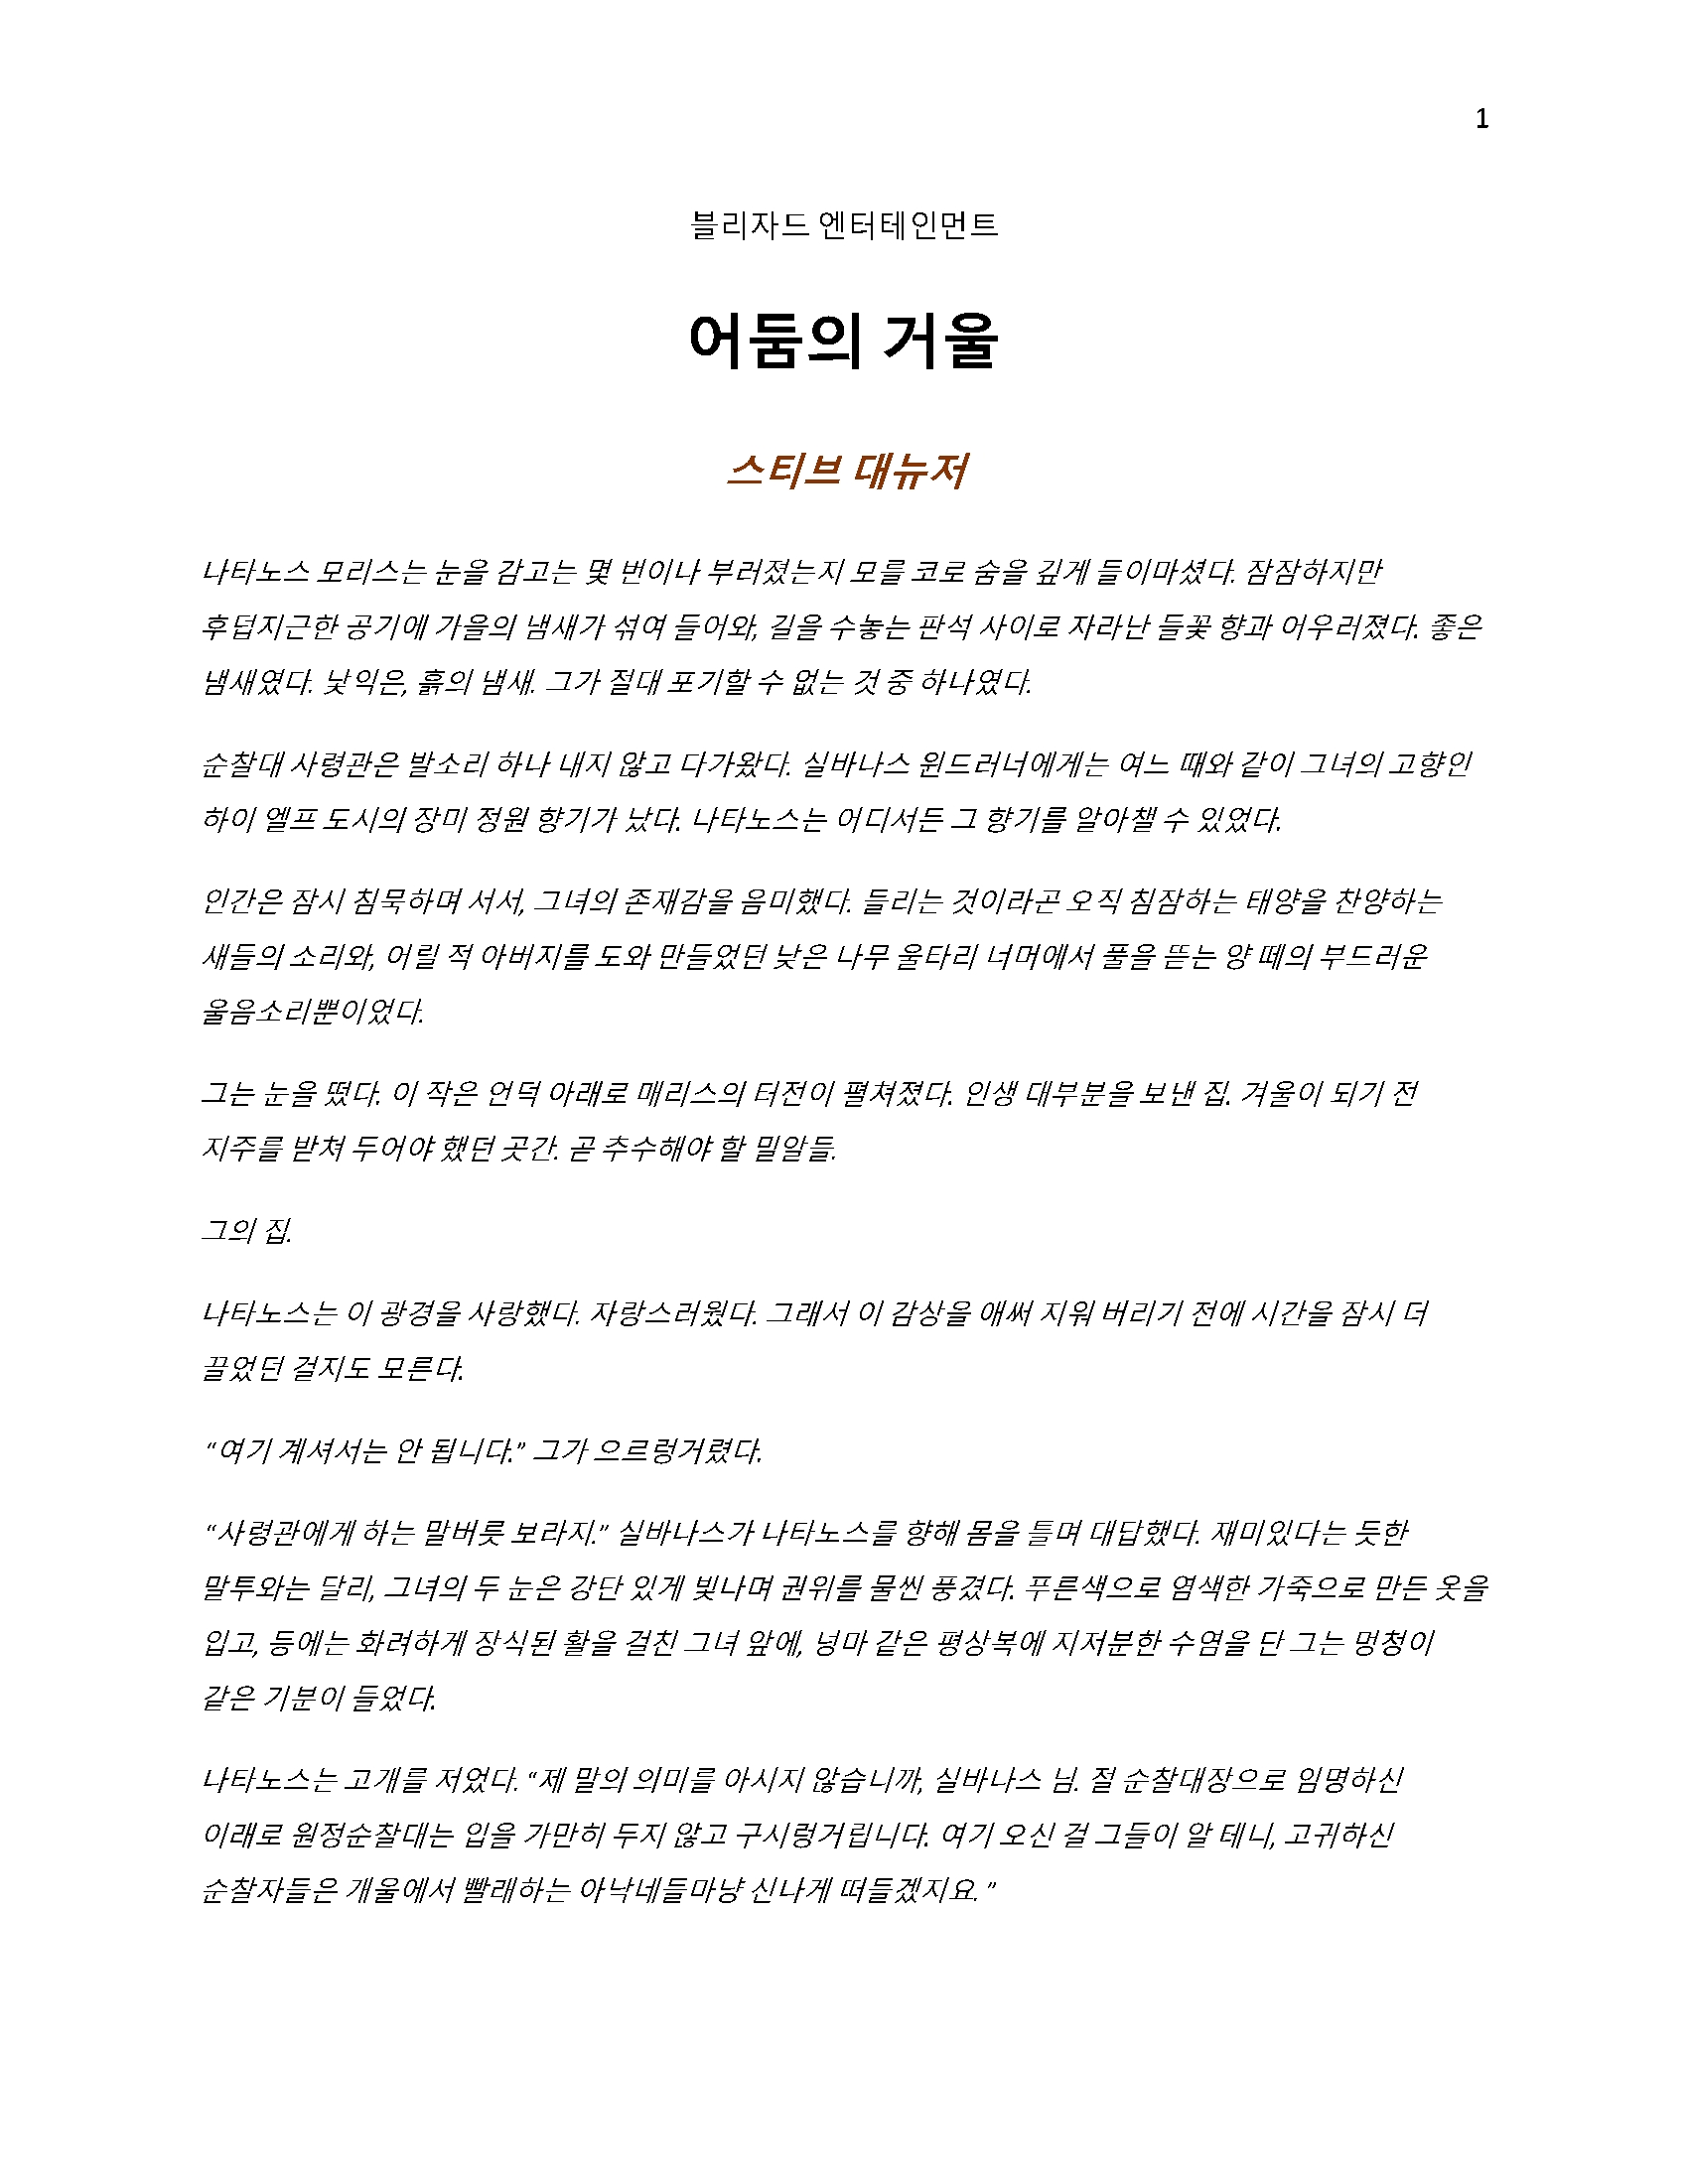 1
블리자드 엔터테인먼트
어둠의 거울
스티브 대뉴저
나타노스 모리스는 눈을 감고는 몇 번이나 부러졌는지 모를 코로 숨을 깊게 들이마셨다. 잠잠하지만
후덥지근한 공기에 가을의 냄새가 섞여 들어와, 길을 수놓는 판석 사이로 자라난 들꽃 향과 어우러졌다. 좋은
냄새였다. 낯익은, 흙의 냄새. 그가 절대 포기할 수 없는 것 중 하나였다.
순찰대 사령관은 발소리 하나 내지 않고 다가왔다. 실바나스 윈드러너에게는 여느 때와 같이 그녀의 고향인
하이 엘프 도시의 장미 정원 향기가 났다. 나타노스는 어디서든 그 향기를 알아챌 수 있었다.
인간은 잠시 침묵하며 서서, 그녀의 존재감을 음미했다. 들리는 것이라곤 오직 침잠하는 태양을 찬양하는
새들의 소리와, 어릴 적 아버지를 도와 만들었던 낮은 나무 울타리 너머에서 풀을 뜯는 양 떼의 부드러운
울음소리뿐이었다.
그는 눈을 떴다. 이 작은 언덕 아래로 매리스의 터전이 펼쳐졌다. 인생 대부분을 보낸 집. 겨울이 되기 전
지주를 받쳐 두어야 했던 곳간. 곧 추수해야 할 밀알들.
그의 집.
나타노스는 이 광경을 사랑했다. 자랑스러웠다. 그래서 이 감상을 애써 지워 버리기 전에 시간을 잠시 더
끌었던 걸지도 모른다.
“여기 계셔서는 안 됩니다.” 그가 으르렁거렸다.
“사령관에게 하는 말버릇 보라지.” 실바나스가 나타노스를 향해 몸을 틀며 대답했다. 재미있다는 듯한
말투와는 달리, 그녀의 두 눈은 강단 있게 빛나며 권위를 물씬 풍겼다. 푸른색으로 염색한 가죽으로 만든 옷을
입고, 등에는 화려하게 장식된 활을 걸친 그녀 앞에, 넝마 같은 평상복에 지저분한 수염을 단 그는 멍청이
같은 기분이 들었다.
나타노스는 고개를 저었다. “제 말의 의미를 아시지 않습니까, 실바나스 님. 절 순찰대장으로 임명하신
이래로 원정순찰대는 입을 가만히 두지 않고 구시렁거립니다. 여기 오신 걸 그들이 알 테니, 고귀하신
순찰자들은 개울에서 빨래하는 아낙네들마냥 신나게 떠들겠지요. ”